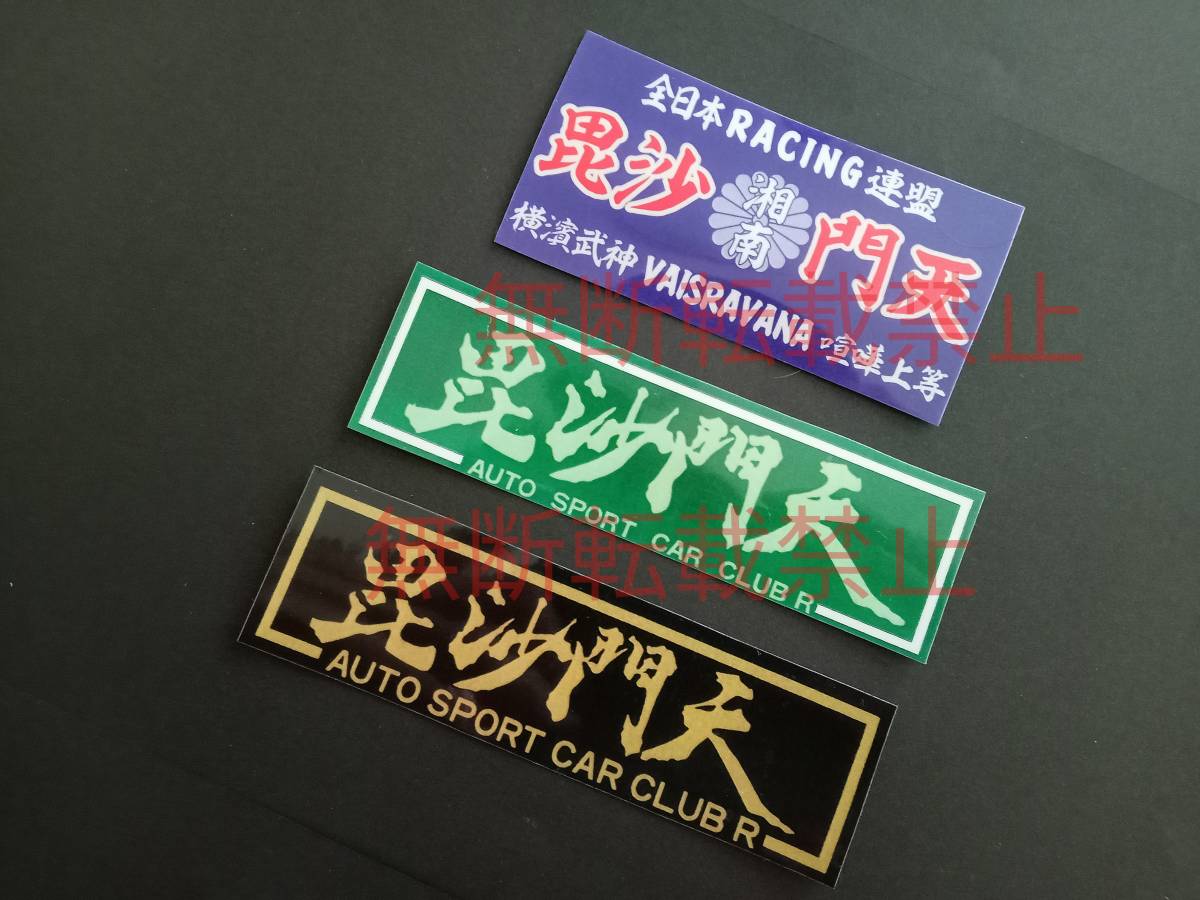 全日本RACING連盟
毘沙門天
湘南
横濱武神 VAISRAVANA 喧嘩上等
無断転載禁止
毘沙門天
AUTO SPORT CAR CLUB R
無断転載禁止
毘沙門天
AUTO SPORT CAR CLUB R